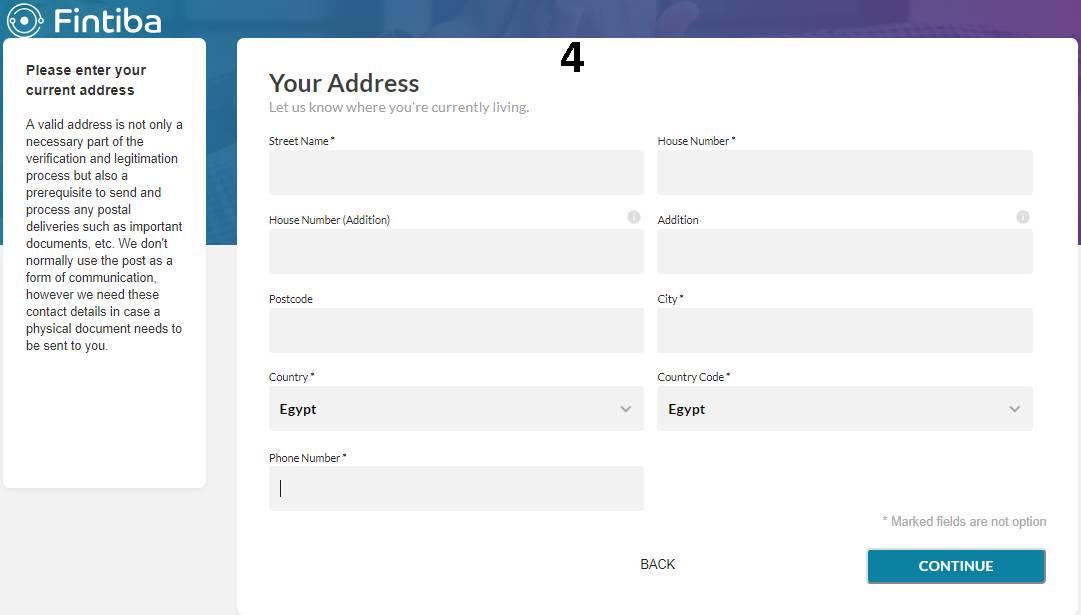 Fintiba
4
Please enter your
current address
A valid address is not only a
necessary part of the
verification and legitimation
process but also a
prerequisite to send and
process any postal
deliveries such as important
documents, etc. We don't
normally use the post as a
form of communication,
however we need these
contact details in case a
physical document needs to
be sent to you.
Your Address
Let us know where you're currently living.
Street Name *
House Number *
House Number (Addition)
Addition
Postcode
City *
Country *
Country Code *
Egypt
Egypt
Phone Number *
* Marked fields are not option
BACK
CONTINUE